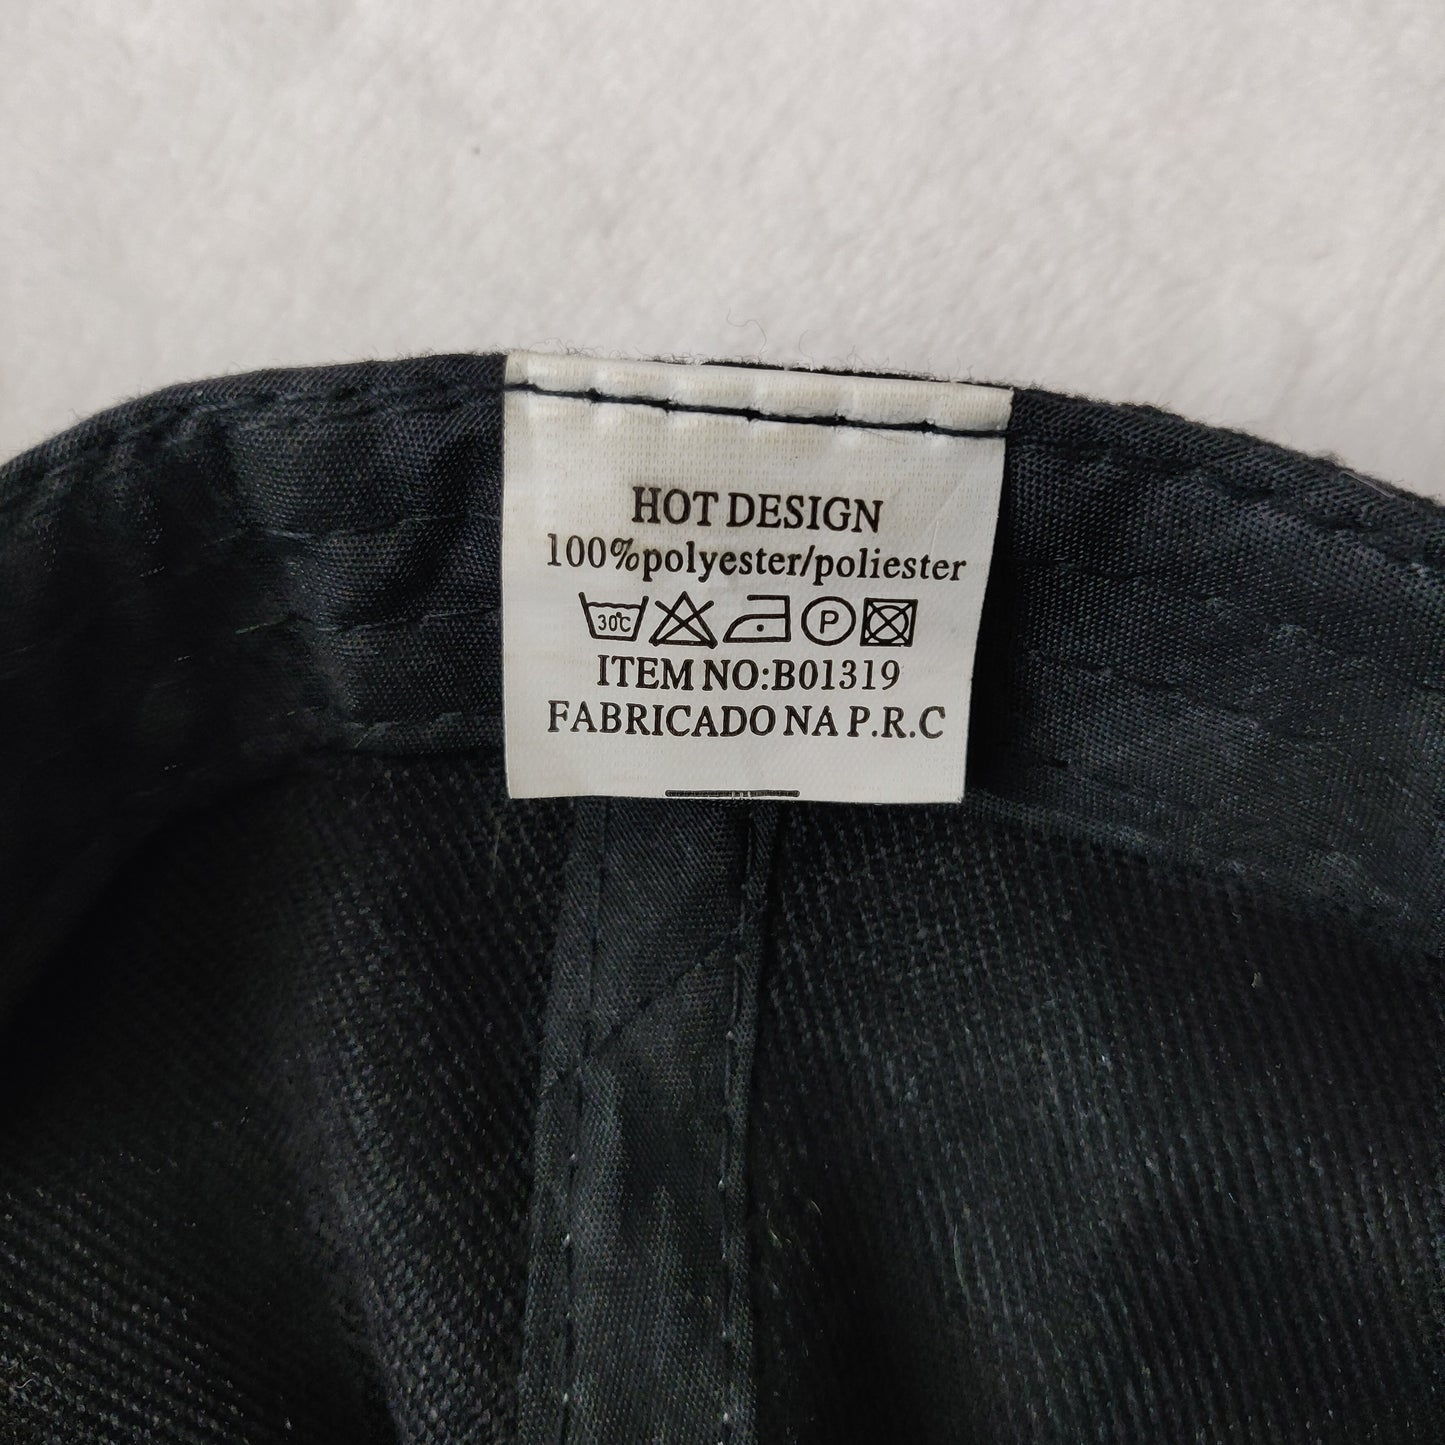 HOT DESIGN
100%polyester/poliester
30℃ P
ITEM NO:B01319
FABRICADO NA P.R.C